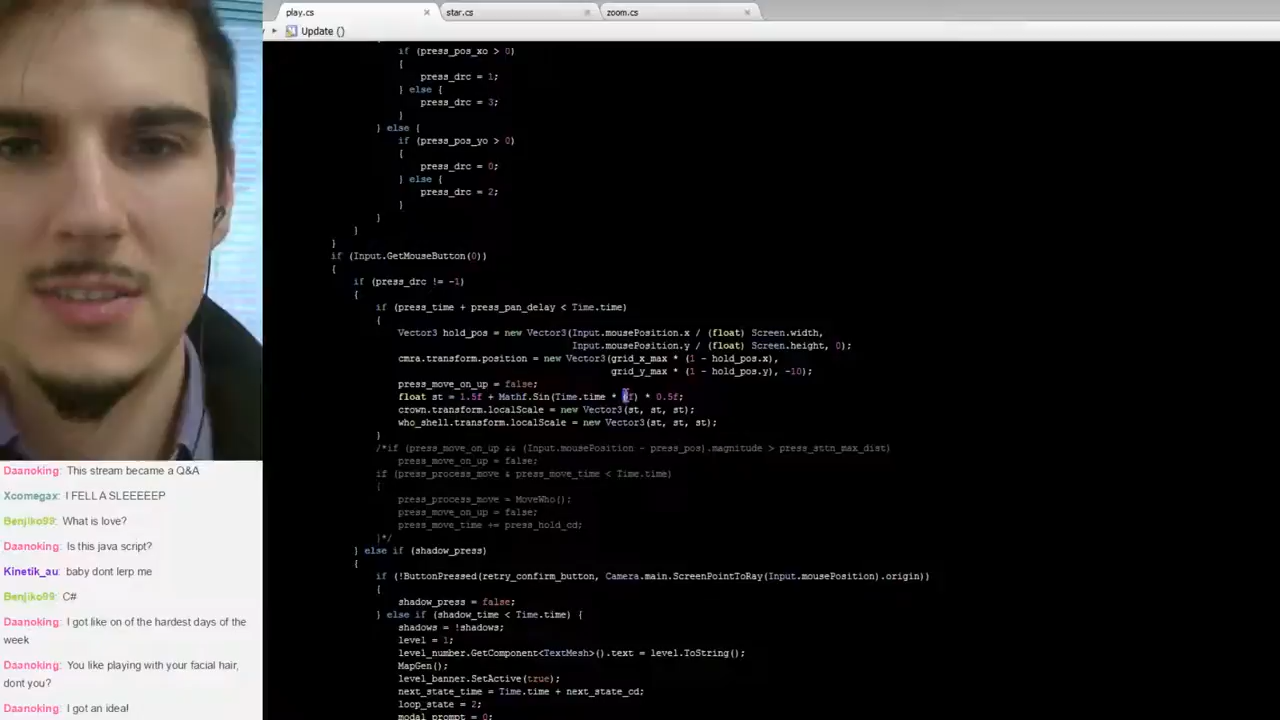 play.cs
star.cs
zoom.cs
Update ()
if (press_pos_xo > 0)
{
press_drc = 1;
} else {
press_drc = 3;
}
} else {
if (press_pos_yo > 0)
{
press_drc = 0;
} else {
press_drc = 2;
}
}
}
if (Input.GetMouseButton(0))
{
if (press_drc != -1)
{
if (press_time + press_pan_delay < Time.time)
{
Vector3 hold_pos = new Vector3(Input.mousePosition.x / (float) Screen.width,
Input.mousePosition.y / (float) Screen.height, 0);
cmra.transform.position = new Vector3(grid_x_max * (1 - hold_pos.x),
grid_y_max * (1 - hold_pos.y), -10);
press_move_on_up = false;
float st = 1.5f + Mathf.Sin(Time.time * f) * 0.5f;
crown.transform.localScale = new Vector3(st, st, st);
who_shell.transform.localScale = new Vector3(st, st, st);
}
/*if (press_move_on_up && (Input.mousePosition - press_pos).magnitude > press_sttn_max_dist)
press_move_on_up = false;
if (press_process_move & press_move_time < Time.time)
{
press_process_move = MoveWho();
press_move_on_up = false;
press_move_time += press_hold_cd;
}*/
} else if (shadow_press)
{
if (!ButtonPressed(retry_confirm_button, Camera.main.ScreenPointToRay(Input.mousePosition).origin))
{
shadow_press = false;
} else if (shadow_time < Time.time) {
shadows = !shadows;
level = 1;
level_number.GetComponent<TextMesh>().text = level.ToString();
MapGen();
level_banner.SetActive(true);
next_state_time = Time.time + next_state_cd;
loop_state = 2;
modal_prompt = 0;
Daanoking: This stream became a Q&A
Xcomegax: I FELL A SLEEEEEP
Benjiko99: What is love?
Daanoking: Is this java script?
Kinetik_au: baby dont lerp me
Benjiko99: C#
Daanoking: I got like on of the hardest days of the
week
Daanoking: You like playing with your facial hair,
dont you?
Daanoking: I got an idea!